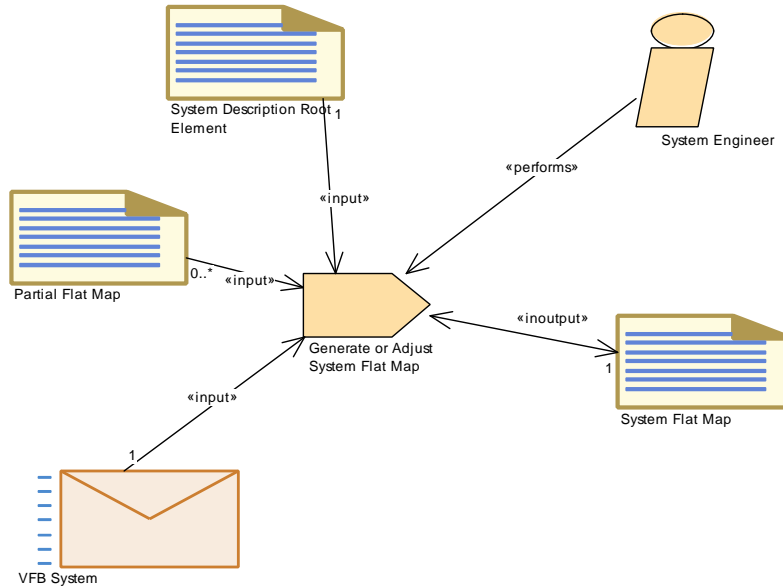 System Description Root
Element
1
System Engineer
«performs»
«input»
Partial Flat Map
0..*
«input»
«inoutput»
Generate or Adjust
System Flat Map
1
System Flat Map
«input»
1
VFB System